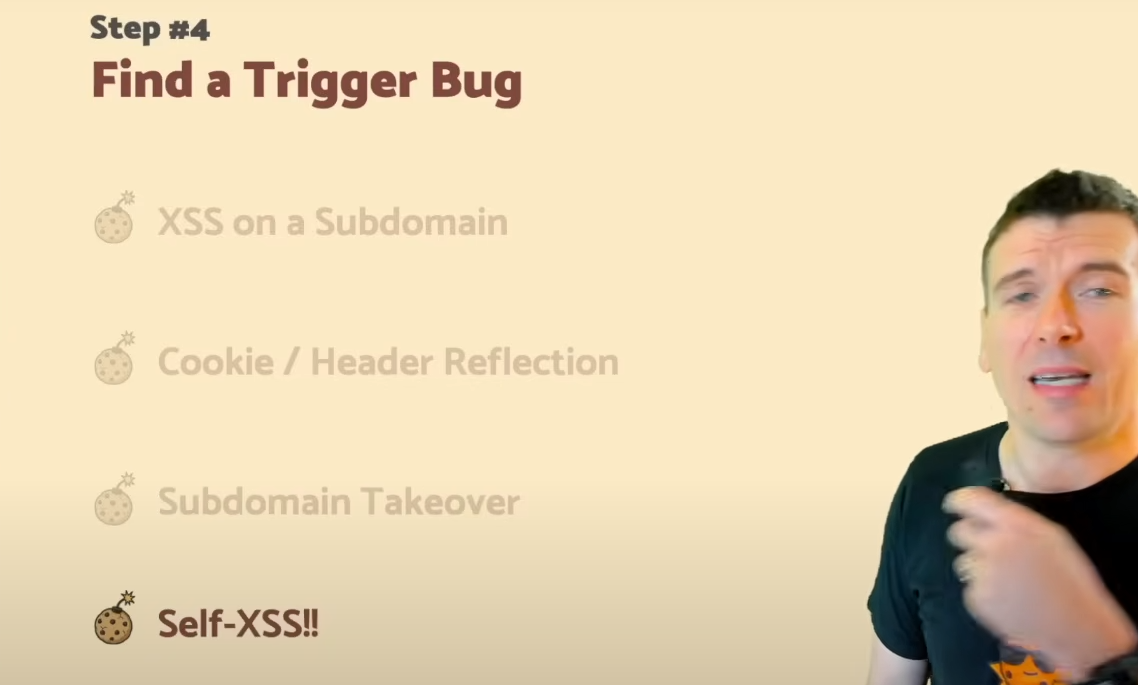 Step #4
Find a Trigger Bug
XSS on a Subdomain
Cookie / Header Reflection
Subdomain Takeover
Self-XSS!!